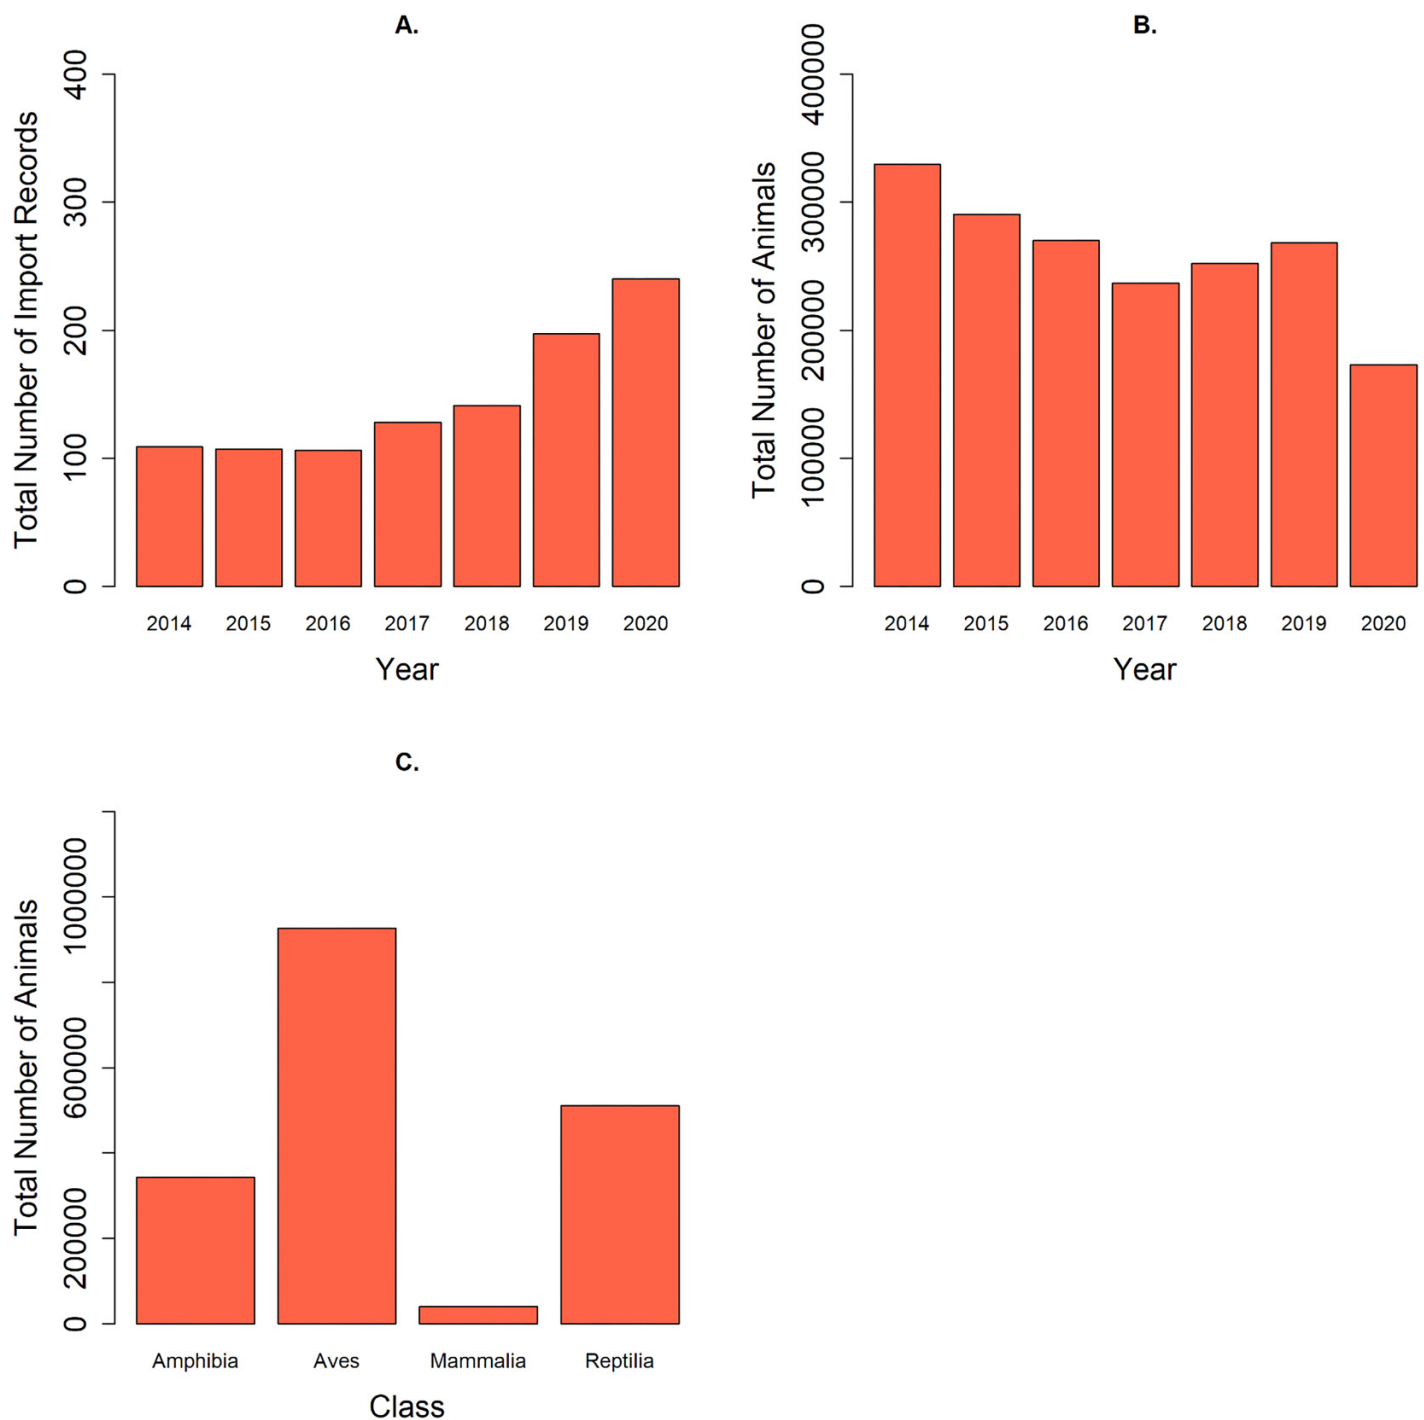 A.
Total Number of Import Records
400
300
200
100
0
2014 2015 2016 2017 2018 2019 2020
Year
B.
Total Number of Animals
400000
300000
200000
100000
0
2014 2015 2016 2017 2018 2019 2020
Year
C.
Total Number of Animals
1000000
600000
200000
0
Amphibia Aves Mammalia Reptilia
Class